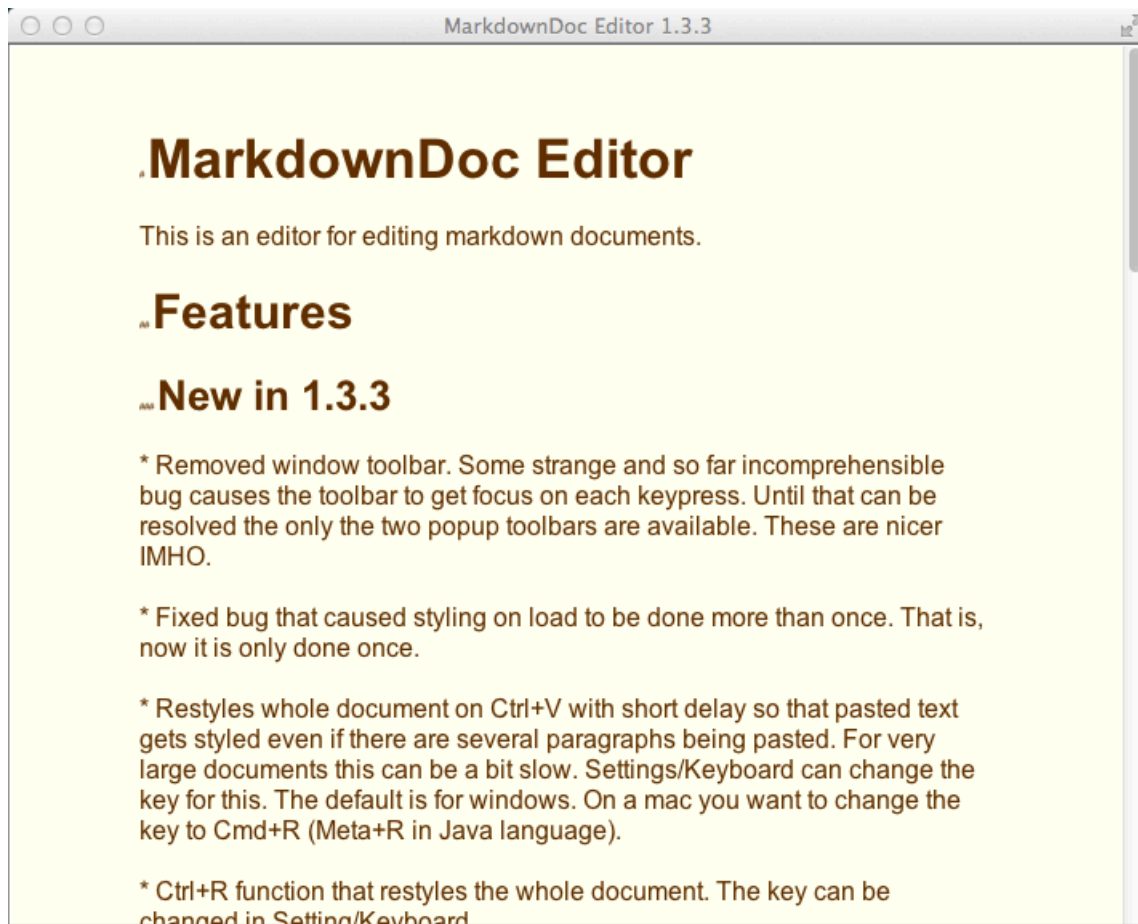 MarkdownDoc Editor 1.3.3
MarkdownDoc Editor
This is an editor for editing markdown documents.
Features
New in 1.3.3
* Removed window toolbar. Some strange and so far incomprehensible
bug causes the toolbar to get focus on each keypress. Until that can be
resolved the only the two popup toolbars are available. These are nicer
IMHO.
* Fixed bug that caused styling on load to be done more than once. That is,
now it is only done once.
* Restyles whole document on Ctrl+V with short delay so that pasted text
gets styled even if there are several paragraphs being pasted. For very
large documents this can be a bit slow. Settings/Keyboard can change the
key for this. The default is for windows. On a mac you want to change the
key to Cmd+R (Meta+R in Java language).
* Ctrl+R function that restyles the whole document. The key can be
changed in Setting/Keyboard